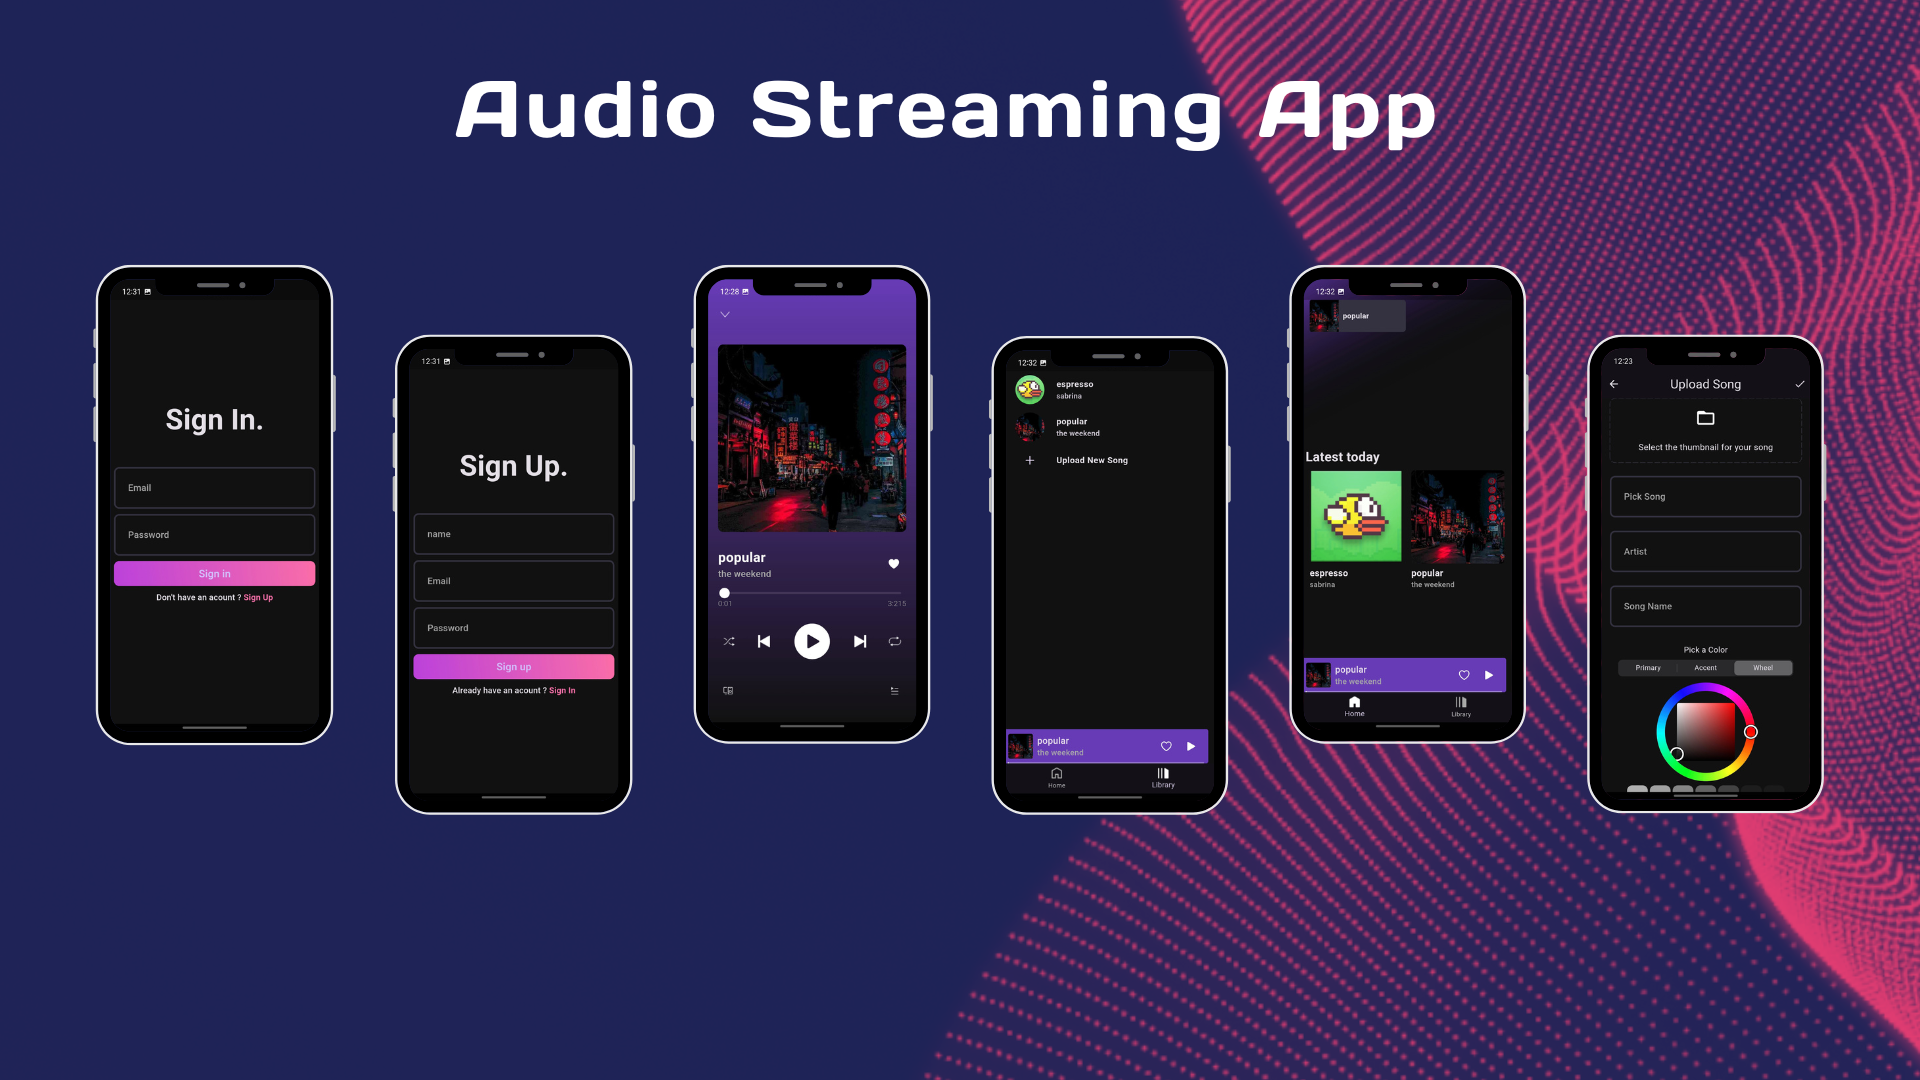 Audio Streaming App
12:31
Sign In.
Email
Password
Sign in
Don't have an acount ? Sign Up
12:31
Sign Up.
name
Email
Password
Sign up
Already have an acount ? Sign In
12:28
popular
the weekend
0:01
3:215
12:32
espresso
sabrina
popular
the weekend
Upload New Song
popular
the weekend
Home
Library
12:32
popular
Latest today
espresso
sabrina
popular
the weekend
popular
the weekend
Home
Library
12:23
Upload Song
Select the thumbnail for your song
Pick Song
Artist
Song Name
Pick a Color
Primary
Accent
Wheel